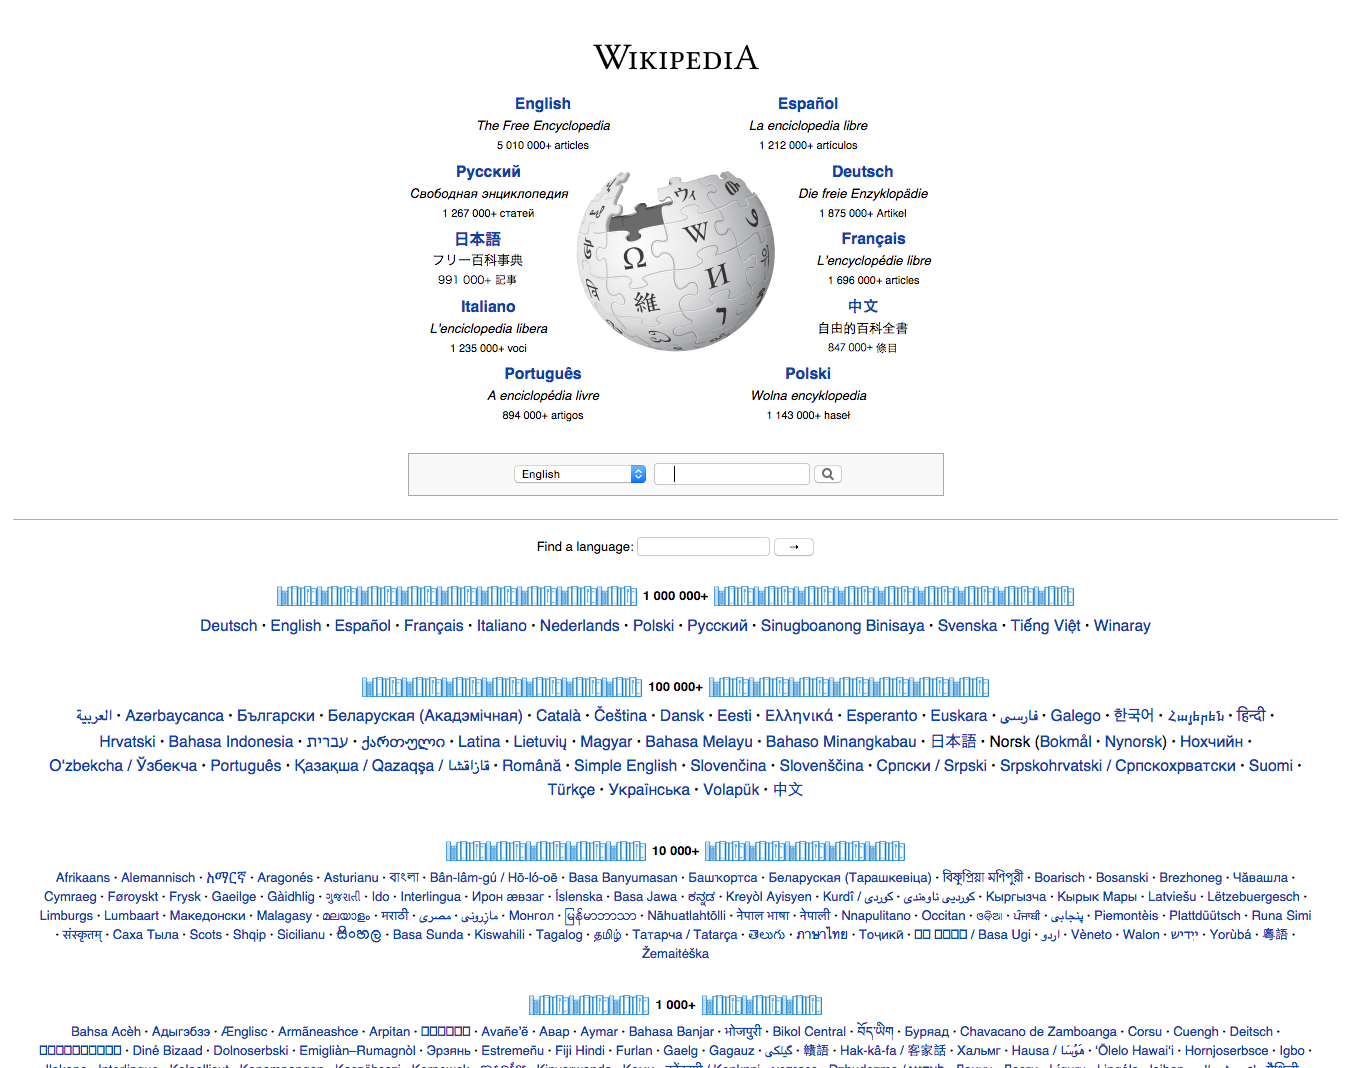 WIKIPEDIA
English
The Free Encyclopedia
5 010 000+ articles
Español
La enciclopedia libre
1 212 000+ artículos
Русский
Свободная энциклопедия
1 267 000+ статей
Deutsch
Die freie Enzyklopädie
1 875 000+ Artikel
日本語
フリー百科事典
991 000+ 記事
Français
L'encyclopédie libre
1 696 000+ articles
Italiano
L'enciclopedia libera
1 235 000+ voci
中文
自由的百科全書
847 000+ 條目
Português
A enciclopédia livre
894 000+ artigos
Polski
Wolna encyklopedia
1 143 000+ haseł
Ω W И 維 ウィ
English
Find a language: →
1 000 000+
Deutsch · English · Español · Français · Italiano · Nederlands · Polski · Русский · Sinugboanong Binisaya · Svenska · Tiếng Việt · Winaray
100 000+
العربية · Azərbaycanca · Български · Беларуская (Акадэмічная) · Català · Čeština · Dansk · Eesti · Ελληνικά · Esperanto · Euskara · فارسی · Galego · 한국어 · Հայերեն · हिन्दी ·
Hrvatski · Bahasa Indonesia · עברית · ქართული · Latina · Lietuvių · Magyar · Bahasa Melayu · Bahaso Minangkabau · 日本語 · Norsk (Bokmål · Nynorsk) · Нохчийн ·
O‘zbekcha / Ўзбекча · Português · Қазақша / Qazaqşa / قازاقشا · Română · Simple English · Slovenčina · Slovenščina · Српски / Srpski · Srpskohrvatski / Српскохрватски · Suomi ·
Türkçe · Українська · Volapük · 中文
10 000+
Afrikaans · Alemannisch · አማርኛ · Aragonés · Asturianu · বাংলা · Bân-lâm-gú / Hō-ló-oē · Basa Banyumasan · Башҡортса · Беларуская (Тарашкевіца) · বিষ্ণুপ্রিয়া মণিপুরী · Boarisch · Bosanski · Brezhoneg · Чӑвашла ·
Cymraeg · Føroyskt · Frysk · Gaeilge · Gàidhlig · ગુજરાતી · Ido · Interlingua · Ирон æвзаг · Íslenska · Basa Jawa · ಕನ್ನಡ · Kreyòl Ayisyen · Kurdî / كوردی · کوردیی ناوەندی · Кыргызча · Кырык Мары · Latviešu · Lëtzebuergesch ·
Limburgs · Lumbaart · Македонски · Malagasy · മലയാളം · मराठी · مصرى · مازِرونی · Монгол · မြန်မာဘာသာ · Nāhuatlahtōlli · नेपाल भाषा · नेपाली · Nnapulitano · Occitan · ଓଡ଼ିଆ · ਪੰਜਾਬੀ · پنجابی · Piemontèis · Plattdüütsch · Runa Simi
· संस्कृतम् · Саха Тыла · Scots · Shqip · Sicilianu · සිංහල · Basa Sunda · Kiswahili · Tagalog · தமிழ் · Татарча / Tatarça · తెలుగు · ภาษาไทย · Тоҷикӣ · / Basa Ugi · اردو · Vèneto · Walon · ייִדיש · Yorùbá · 粵語 ·
Žemaitėška
1 000+
Bahsa Acèh · Адыгэбзэ · Ænglisc · Armãneashce · Arpitan · · Avañe’ẽ · Авар · Aymar · Bahasa Banjar · भोजपुरी · Bikol Central · བོད་ཡིག · Буряад · Chavacano de Zamboanga · Corsu · Cuengh · Deitsch ·
· Diné Bizaad · Dolnoserbski · Emigliàn–Rumagnòl · Эрзянь · Estremeñu · Fiji Hindi · Furlan · Gaelg · Gagauz · گیلکی · 贛語 · Hak-kâ-fa / 客家話 · Хальмг · Hausa / هَوُسَا · ‘Ōlelo Hawai‘i · Hornjoserbsce · Igbo ·